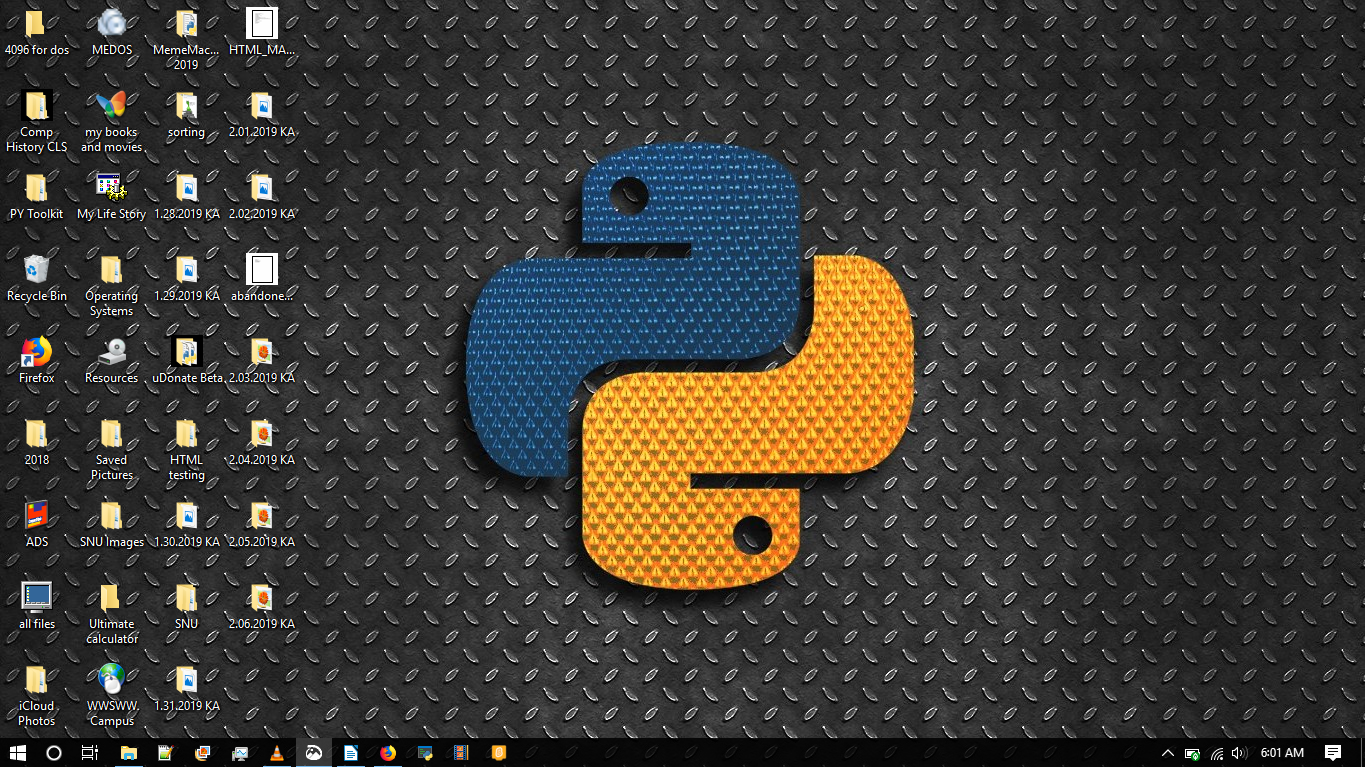 4096 for dos
MEDOS
MemeMac...
2019
HTML_MA...
Comp
History CLS
my books
and movies
sorting
2.01.2019 KA
PY Toolkit
My Life Story
1.28.2019 KA
2.02.2019 KA
Recycle Bin
Operating
Systems
1.29.2019 KA
abandone...
Firefox
Resources
uDonate Beta
2.03.2019 KA
2018
Saved
Pictures
HTML
testing
2.04.2019 KA
ADS
SNU Images
1.30.2019 KA
2.05.2019 KA
all files
Ultimate
calculator
SNU
2.06.2019 KA
iCloud
Photos
WWSWW.
Campus
1.31.2019 KA
6:01 AM